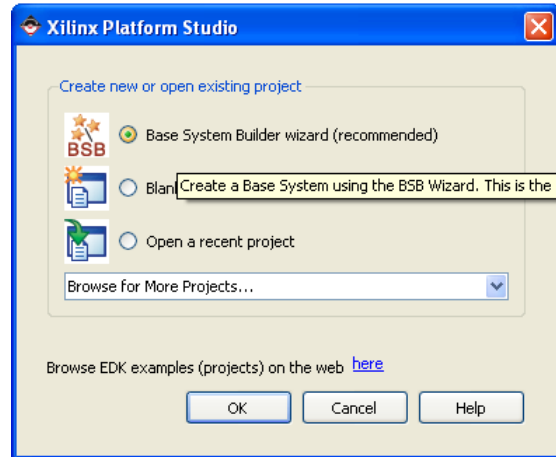 Xilinx Platform Studio
Create new or open existing project
BSB
Base System Builder wizard (recommended)
Blan
Create a Base System using the BSB Wizard. This is the
Open a recent project
Browse for More Projects...
Browse EDK examples (projects) on the web here
OK Cancel Help